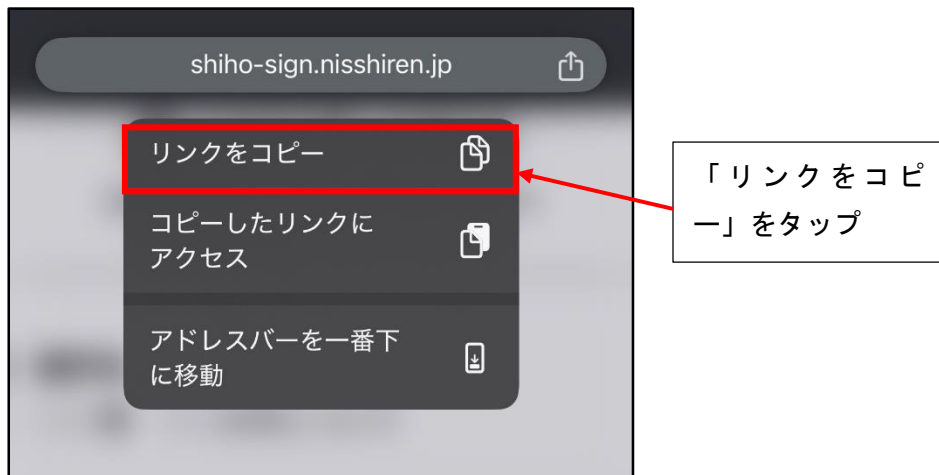 shiho-sign.nisshiren.jp
リンクをコピー
コピーしたリンクに
アクセス
アドレスバーを一番下
に移動
「リンクをコピ
ー」をタップ